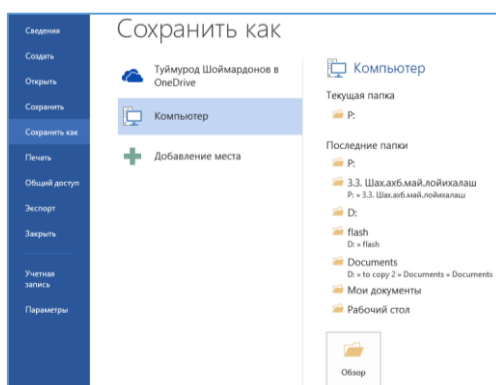 Сведения
Создать
Открыть
Сохранить
Сохранить как
Печать
Общий доступ
Экспорт
Закрыть
Учетная
запись
Параметры
Сохранить как
Туймурод Шоймардонов в
OneDrive
Компьютер
Добавление места
Компьютер
Текущая папка
P:
Последние папки
P:
3.3. Шах.ахб.май.лойихалаш
P: » 3.3. Шах.ахб.май.лойихалаш
D:
flash
D: » flash
Documents
D: » to copy 2 » Documents » Documents
Мои документы
Рабочий стол
Обзор